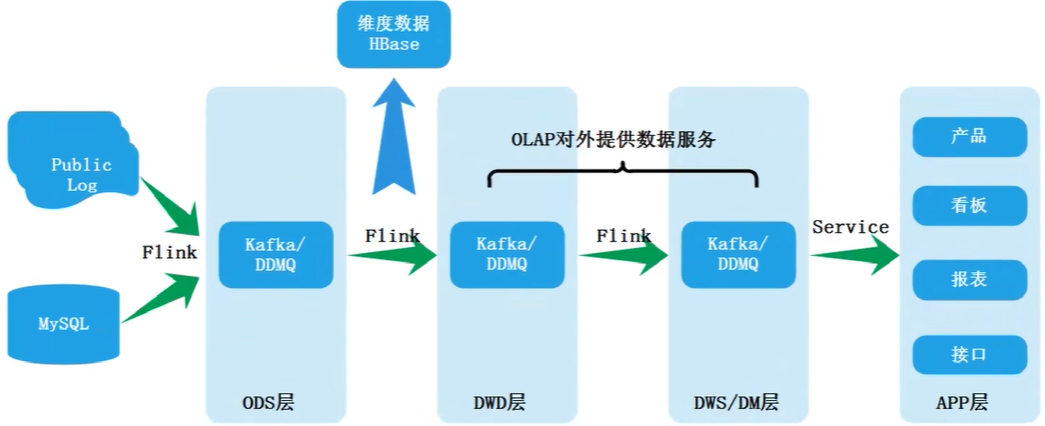 维度数据
HBase
OLAP对外提供数据服务
Public
Log
MySQL
Flink
Kafka/
DDMQ
ODS层
Flink
Kafka/
DDMQ
DWD层
Flink
Kafka/
DDMQ
DWS/DM层
Service
产品
看板
报表
接口
APP层